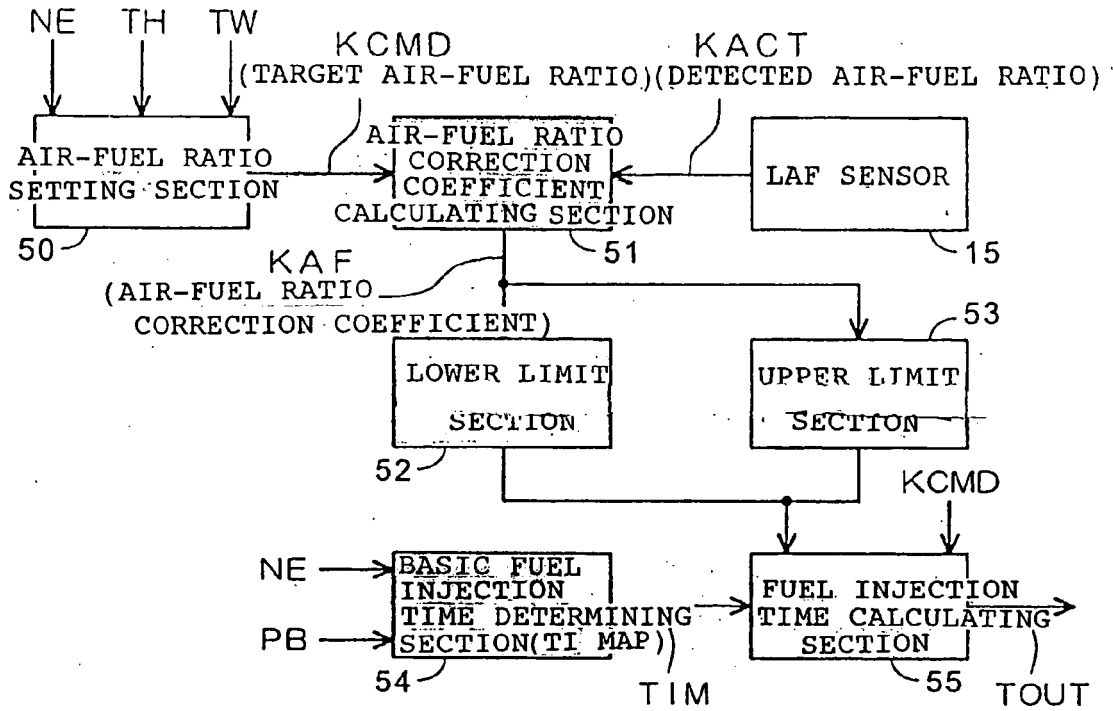 NE TH TW
KCMD
(TARGET AIR-FUEL RATIO)
KACT
(DETECTED AIR-FUEL RATIO)
AIR-FUEL RATIO
SETTING SECTION
50
AIR-FUEL RATIO
CORRECTION
COEFFICIENT
CALCULATING SECTION
51
LAF SENSOR
15
KAF
(AIR-FUEL RATIO
CORRECTION COEFFICIENT)
LOWER LIMIT
SECTION
52
53
UPPER LIMIT
SECTION
KCMD
NE
PB
BASIC FUEL
INJECTION
TIME DETERMINING
SECTION(TI MAP)
54
TIM
FUEL INJECTION
TIME CALCULATING
SECTION
55
TOUT